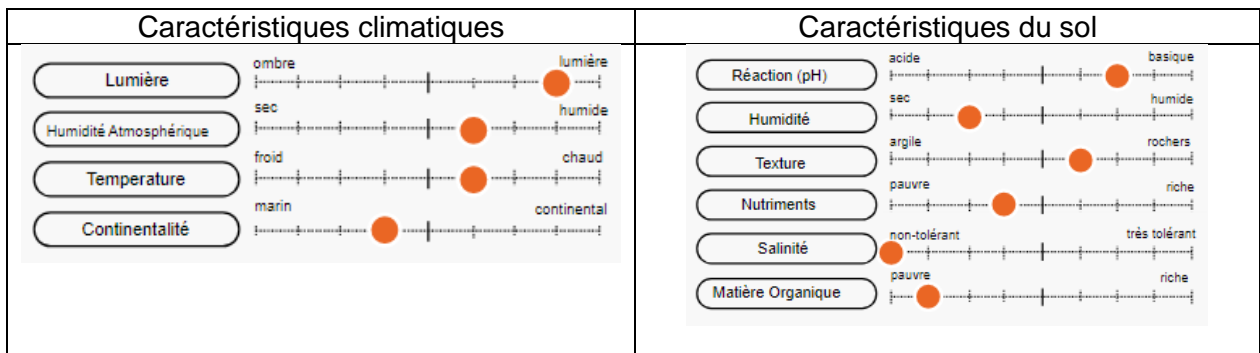 Caractéristiques climatiques
ombre lumière
Lumière
sec humide
Humidité Atmosphérique
froid chaud
Temperature
marin continental
Continentalité
Caractéristiques du sol
acide basique
Réaction (pH)
sec humide
Humidité
argile rochers
Texture
pauvre riche
Nutriments
non-tolérant très tolérant
Salinité
pauvre riche
Matière Organique